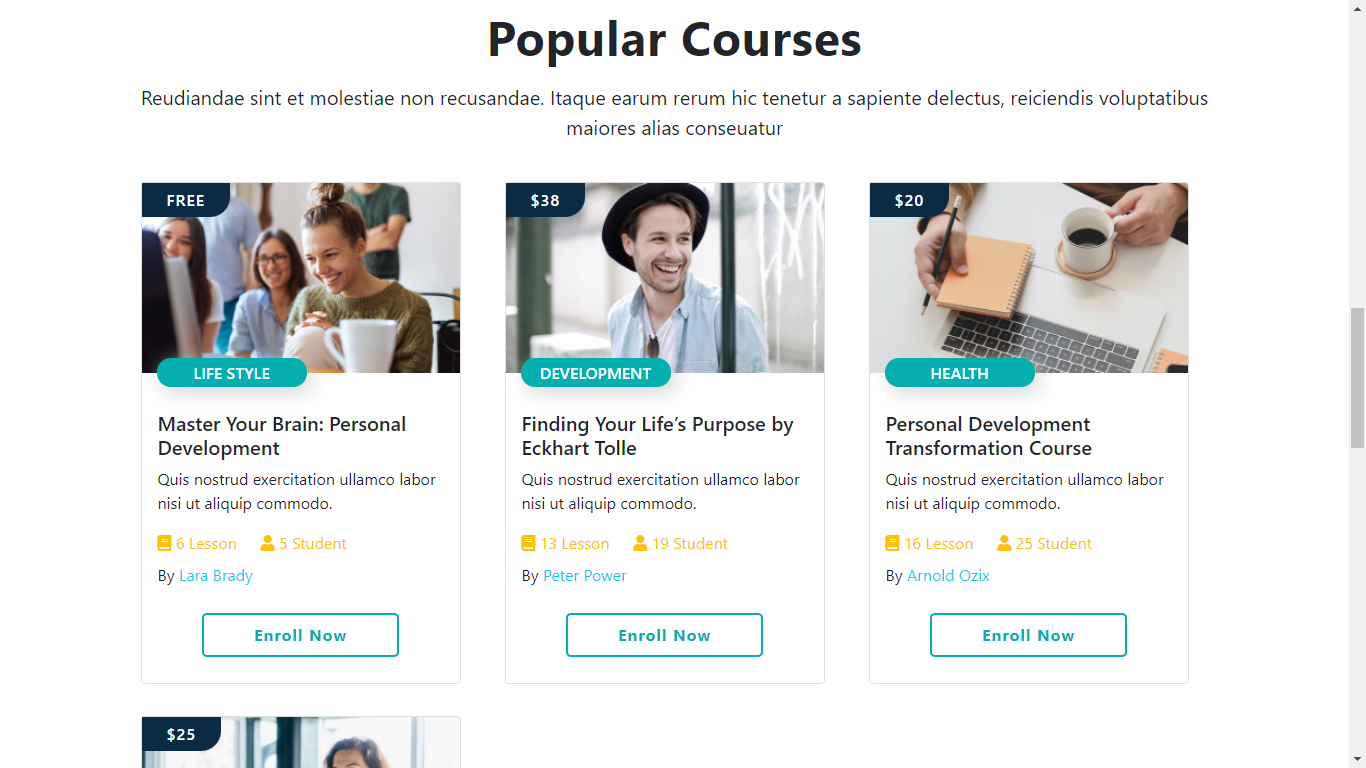 Popular Courses
Reudiandae sint et molestiae non recusandae. Itaque earum rerum hic tenetur a sapiente delectus, reiciendis voluptatibus
maiores alias conseuatur
FREE
LIFE STYLE
Master Your Brain: Personal
Development
Quis nostrud exercitation ullamco labor
nisi ut aliquip commodo.
6 Lesson 5 Student
By Lara Brady
Enroll Now
$38
DEVELOPMENT
Finding Your Life’s Purpose by
Eckhart Tolle
Quis nostrud exercitation ullamco labor
nisi ut aliquip commodo.
13 Lesson 19 Student
By Peter Power
Enroll Now
$20
HEALTH
Personal Development
Transformation Course
Quis nostrud exercitation ullamco labor
nisi ut aliquip commodo.
16 Lesson 25 Student
By Arnold Ozix
Enroll Now
$25